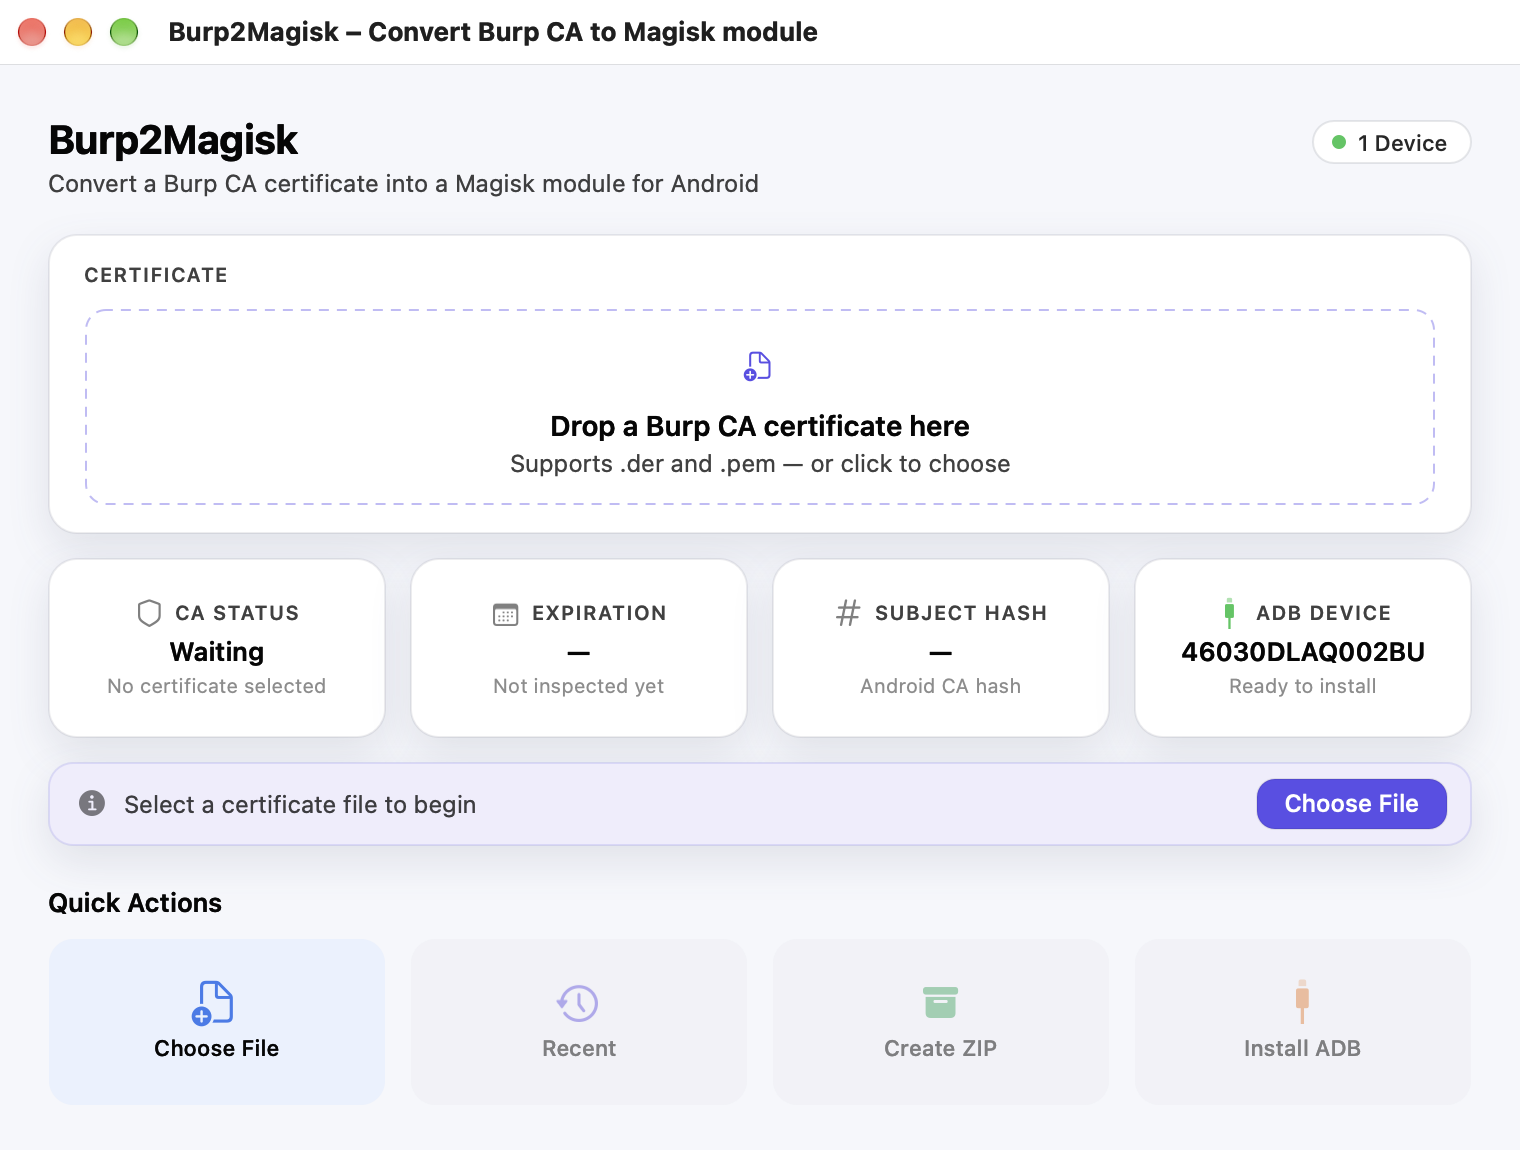 Burp2Magisk – Convert Burp CA to Magisk module
Burp2Magisk
1 Device
Convert a Burp CA certificate into a Magisk module for Android
CERTIFICATE
Drop a Burp CA certificate here
Supports .der and .pem — or click to choose
CA STATUS
Waiting
No certificate selected
EXPIRATION
—
Not inspected yet
SUBJECT HASH
—
Android CA hash
ADB DEVICE
46030DLAQ002BU
Ready to install
Select a certificate file to begin
Choose File
Quick Actions
Choose File
Recent
Create ZIP
Install ADB